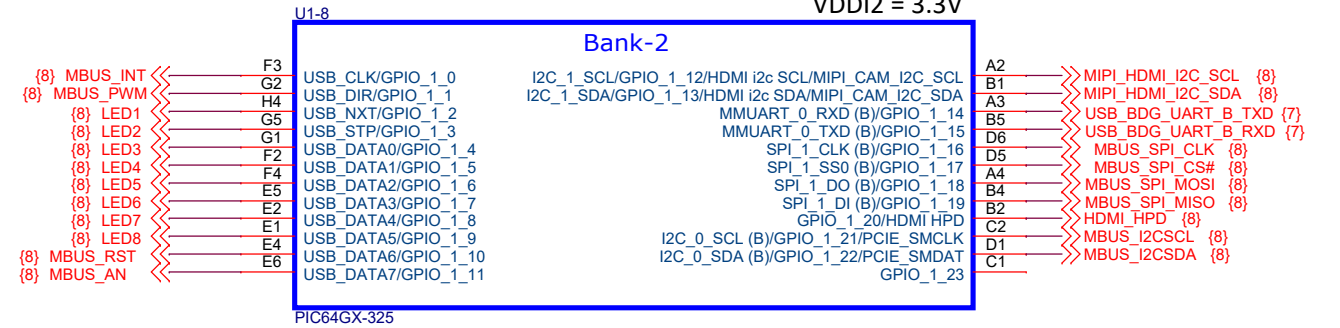 VDDI2 = 3.3V
U1-8
Bank-2
{8} MBUS_INT F3 USB_CLK/GPIO_1_0 I2C_1_SCL/GPIO_1_12/HDMI i2c SCL/MIPI_CAM_I2C_SCL A2 MIPI_HDMI_I2C_SCL {8}
{8} MBUS_PWM G2 USB_DIR/GPIO_1_1 I2C_1_SDA/GPIO_1_13/HDMI i2c SDA/MIPI_CAM_I2C_SDA B1 MIPI_HDMI_I2C_SDA {8}
{8} LED1 H4 USB_NXT/GPIO_1_2 MMUART_0_RXD (B)/GPIO_1_14 A3 USB_BDG_UART_B_TXD {7}
{8} LED2 G5 USB_STP/GPIO_1_3 MMUART_0_TXD (B)/GPIO_1_15 B5 USB_BDG_UART_B_RXD {7}
{8} LED3 G1 USB_DATA0/GPIO_1_4 SPI_1_CLK (B)/GPIO_1_16 D6 MBUS_SPI_CLK {8}
{8} LED4 F2 USB_DATA1/GPIO_1_5 SPI_1_SS0 (B)/GPIO_1_17 D5 MBUS_SPI_CS# {8}
{8} LED5 F4 USB_DATA2/GPIO_1_6 SPI_1_DO (B)/GPIO_1_18 A4 MBUS_SPI_MOSI {8}
{8} LED6 E5 USB_DATA3/GPIO_1_7 SPI_1_DI (B)/GPIO_1_19 B4 MBUS_SPI_MISO {8}
{8} LED7 E2 USB_DATA4/GPIO_1_8 GPIO_1_20/HDMI HPD B2 HDMI_HPD {8}
{8} LED8 E1 USB_DATA5/GPIO_1_9 I2C_0_SCL (B)/GPIO_1_21/PCIE_SMCLK C2 MBUS_I2CSCL {8}
{8} MBUS_RST E4 USB_DATA6/GPIO_1_10 I2C_0_SDA (B)/GPIO_1_22/PCIE_SMDAT D1 MBUS_I2CSDA {8}
{8} MBUS_AN E6 USB_DATA7/GPIO_1_11 GPIO_1_23 C1
PIC64GX-325